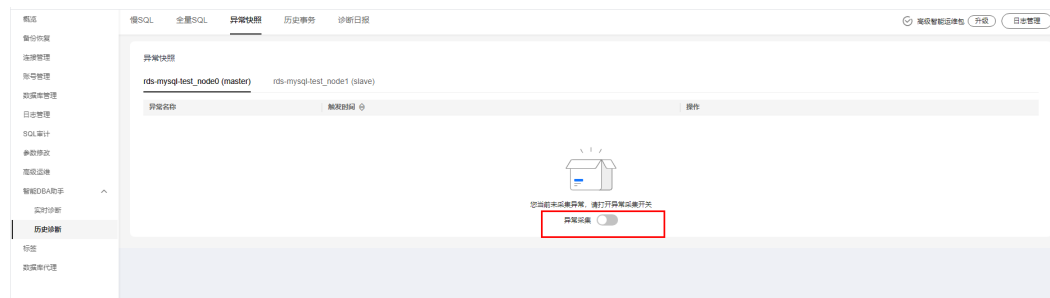 概览
备份恢复
连接管理
账号管理
数据库管理
日志管理
SQL审计
参数修改
高级运维
智能DBA助手
实时诊断
历史诊断
标签
数据库代理
慢SQL 全量SQL 异常快照 历史事务 诊断日报
高级智能运维包 升级 日志管理
异常快照
rds-mysql-test_node0 (master) rds-mysql-test_node1 (slave)
异常名称 触发时间 操作
您当前未采集异常，请打开异常采集开关
异常采集